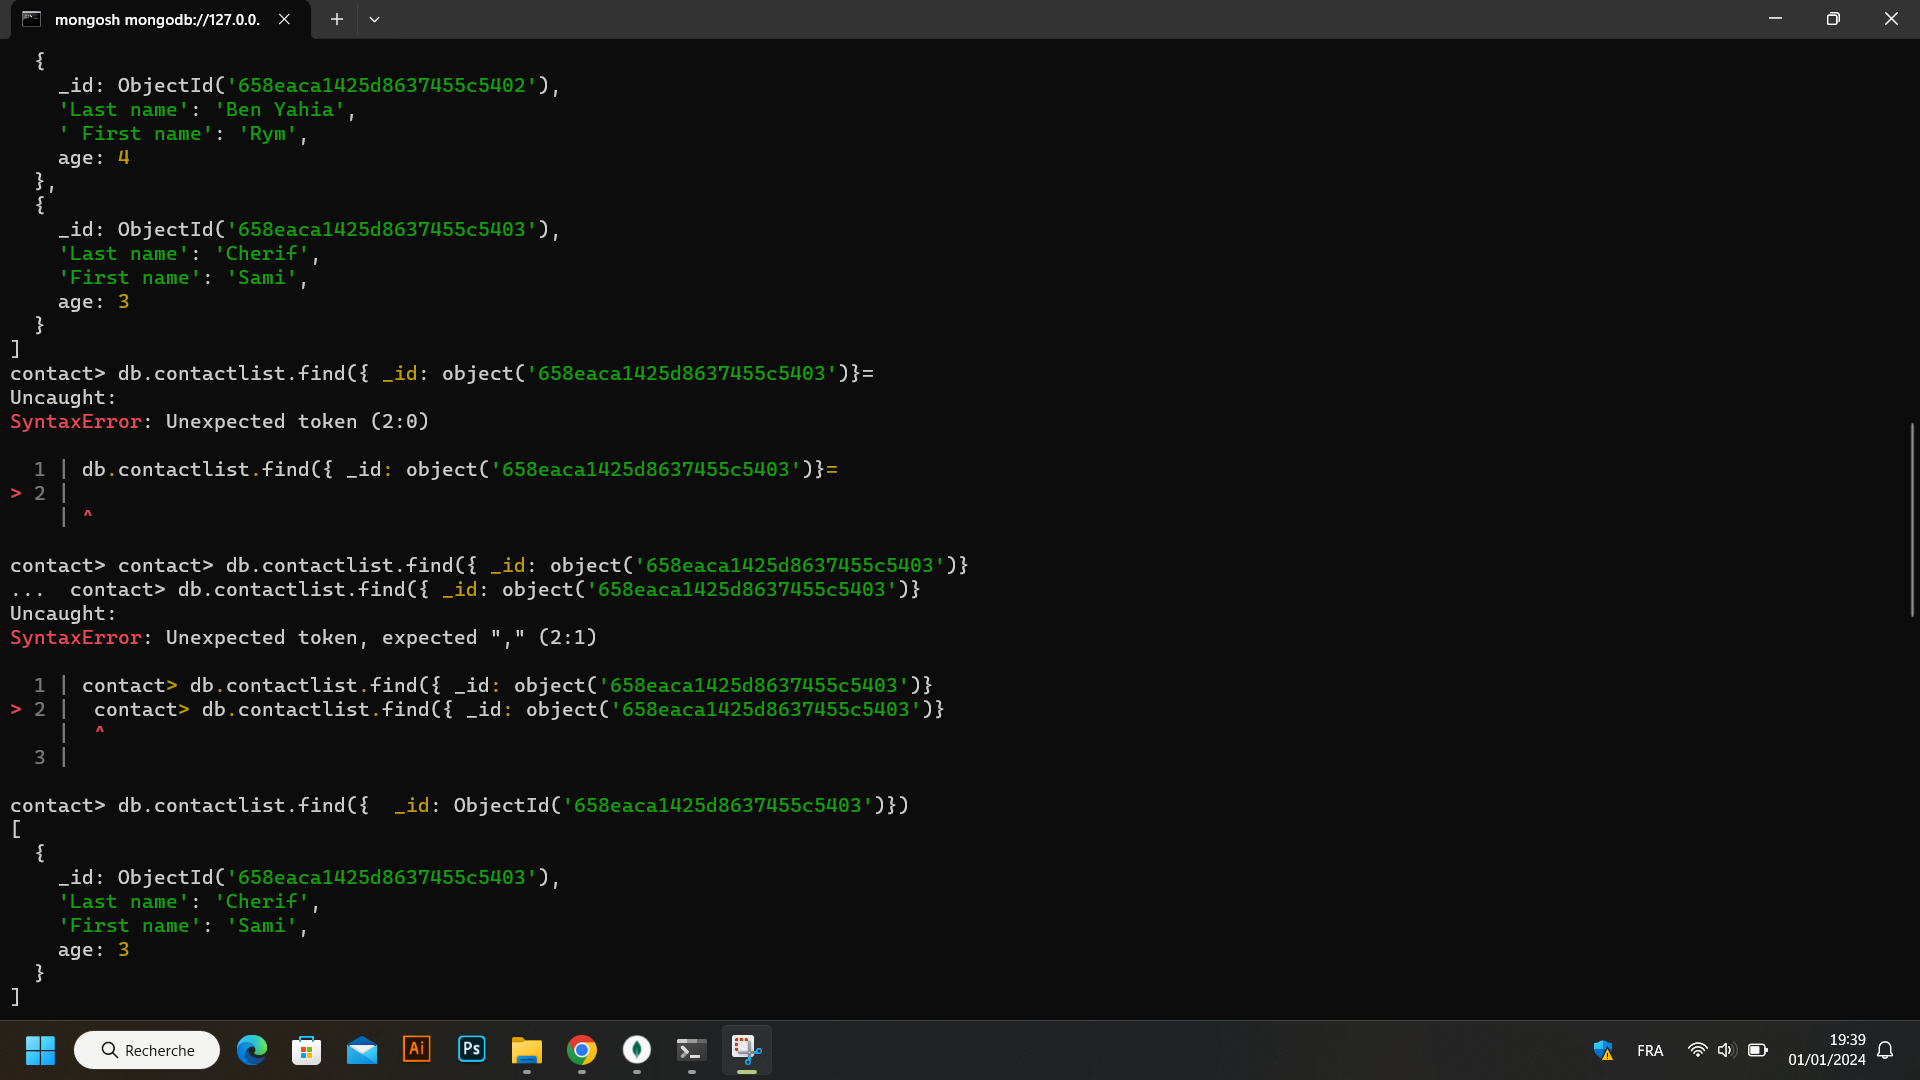 mongosh mongodb://127.0.0.
{
_id: ObjectId('658eaca1425d8637455c5402'),
'Last name': 'Ben Yahia',
' First name': 'Rym',
age: 4
},
{
_id: ObjectId('658eaca1425d8637455c5403'),
'Last name': 'Cherif',
'First name': 'Sami',
age: 3
}
]
contact> db.contactlist.find({ _id: object('658eaca1425d8637455c5403')}=
Uncaught:
SyntaxError: Unexpected token (2:0)
1 | db.contactlist.find({ _id: object('658eaca1425d8637455c5403')}=
> 2 |
| ^
contact> contact> db.contactlist.find({ _id: object('658eaca1425d8637455c5403')}
...  contact> db.contactlist.find({ _id: object('658eaca1425d8637455c5403')}
Uncaught:
SyntaxError: Unexpected token, expected "," (2:1)
1 | contact> db.contactlist.find({ _id: object('658eaca1425d8637455c5403')}
> 2 |  contact> db.contactlist.find({ _id: object('658eaca1425d8637455c5403')}
|  ^
3 |
contact> db.contactlist.find({  _id: ObjectId('658eaca1425d8637455c5403')})
[
{
_id: ObjectId('658eaca1425d8637455c5403'),
'Last name': 'Cherif',
'First name': 'Sami',
age: 3
}
]
Recherche
Ai
Ps
FRA
19:39
01/01/2024